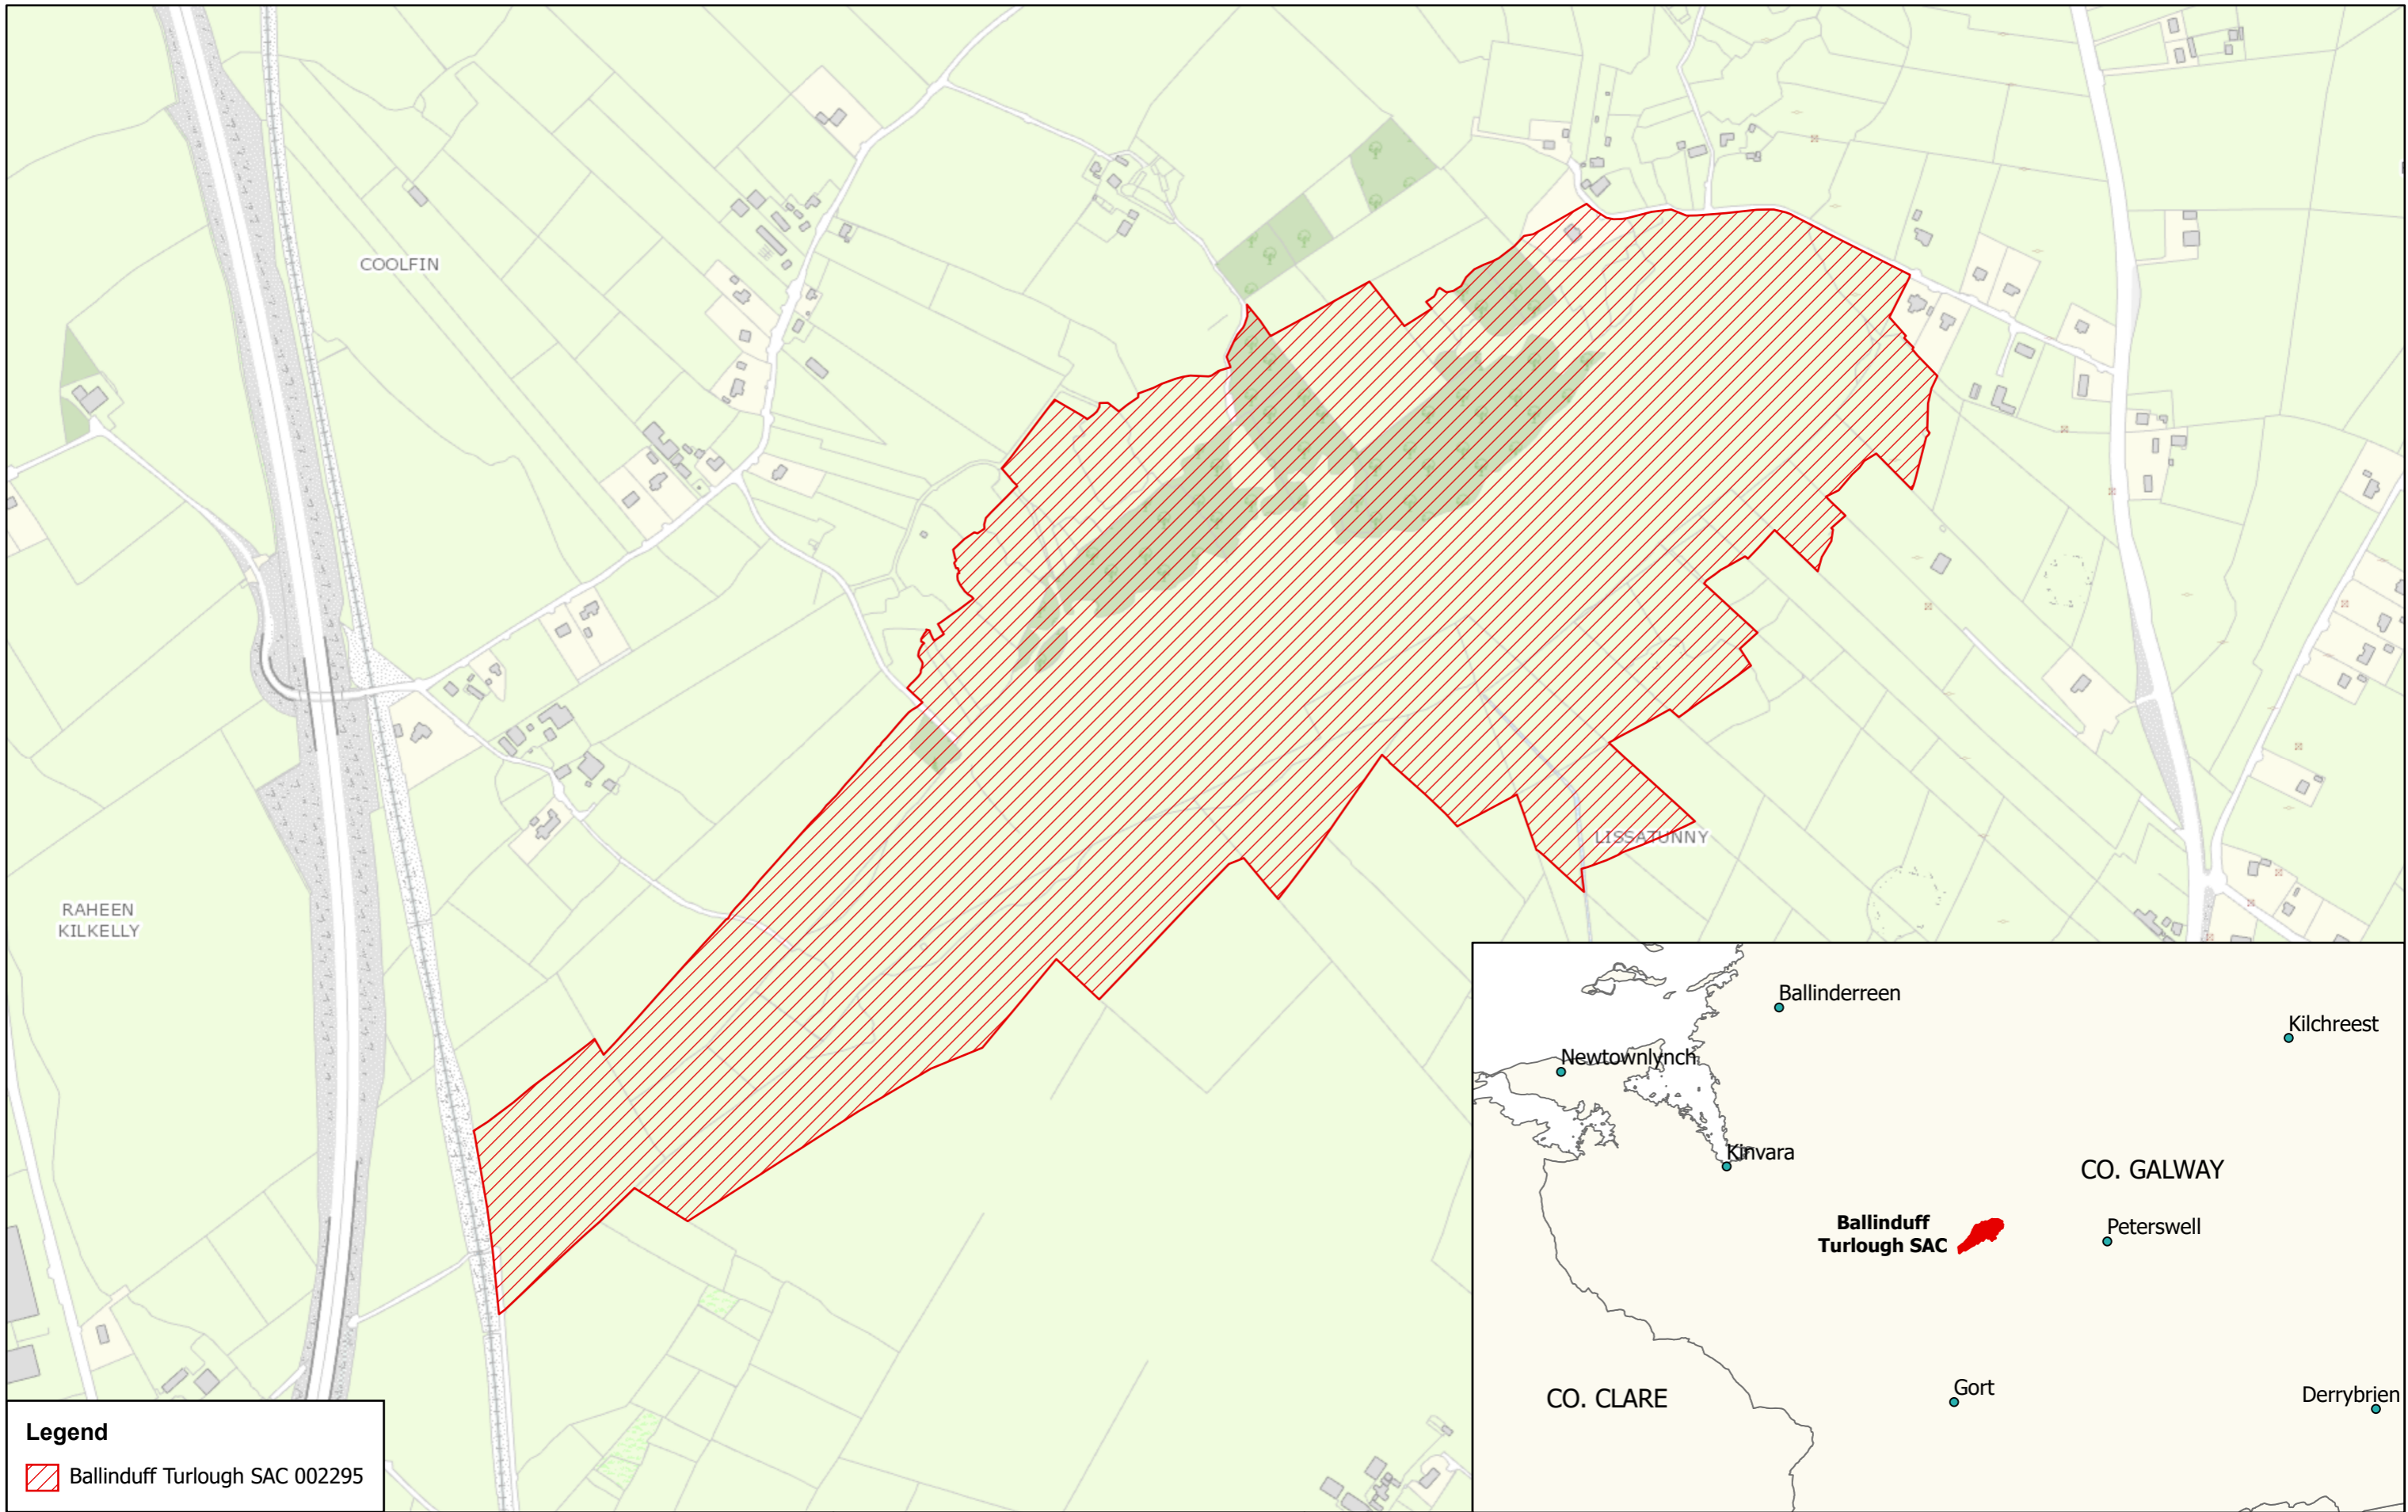 COOLFIN
LISSATUNNY
RAHEEN
KILKELLY
Ballinderreen
Kilchreest
Newtownlynch
Kinvara
CO. GALWAY
Ballinduff
Turlough SAC
Peterswell
Gort
CO. CLARE
Derrybrien
Legend
Ballinduff Turlough SAC 002295